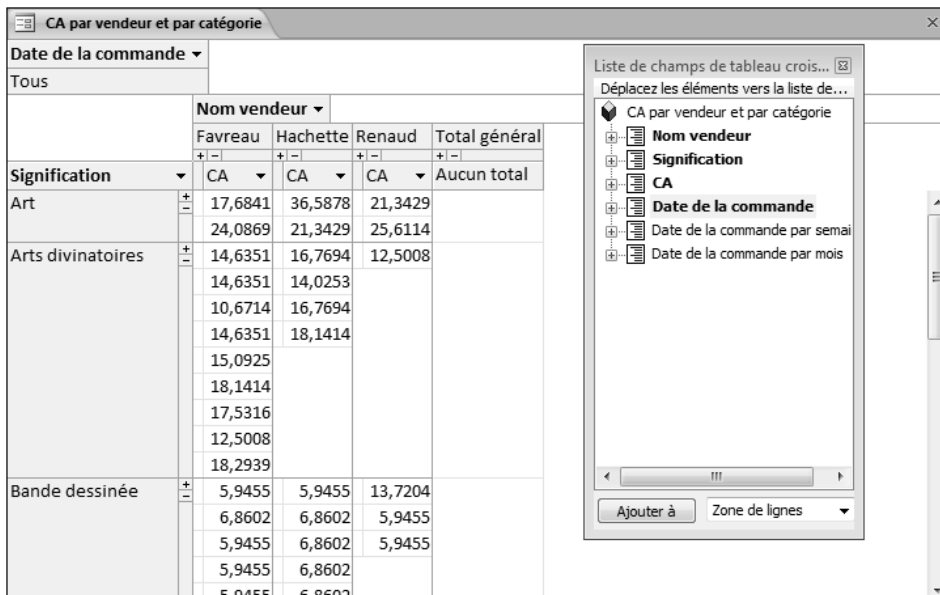 CA par vendeur et par catégorie
Date de la commande
Tous
Nom vendeur
Favreau Hachette Renaud Total général
Signification CA CA CA Aucun total
Art 17,6841 36,5878 21,3429
24,0869 21,3429 25,6114
Arts divinatoires 14,6351 16,7694 12,5008
14,6351 14,0253
10,6714 16,7694
14,6351 18,1414
15,0925
18,1414
17,5316
12,5008
18,2939
Bande dessinée 5,9455 5,9455 13,7204
6,8602 6,8602 5,9455
5,9455 6,8602 5,9455
5,9455 6,8602
5,9455 6,8602
Liste de champs de tableau crois...
Déplacez les éléments vers la liste de...
CA par vendeur et par catégorie
Nom vendeur
Signification
CA
Date de la commande
Date de la commande par semai
Date de la commande par mois
Ajouter à Zone de lignes